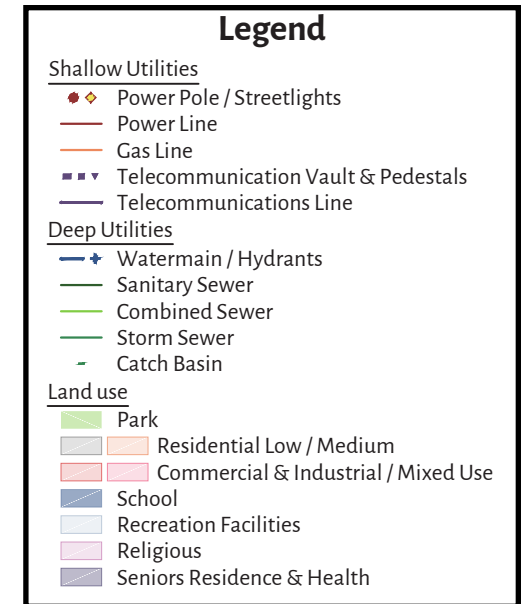 Legend
Shallow Utilities
Power Pole / Streetlights
Power Line
Gas Line
Telecommunication Vault & Pedestals
Telecommunications Line
Deep Utilities
Watermain / Hydrants
Sanitary Sewer
Combined Sewer
Storm Sewer
Catch Basin
Land use
Park
Residential Low / Medium
Commercial & Industrial / Mixed Use
School
Recreation Facilities
Religious
Seniors Residence & Health